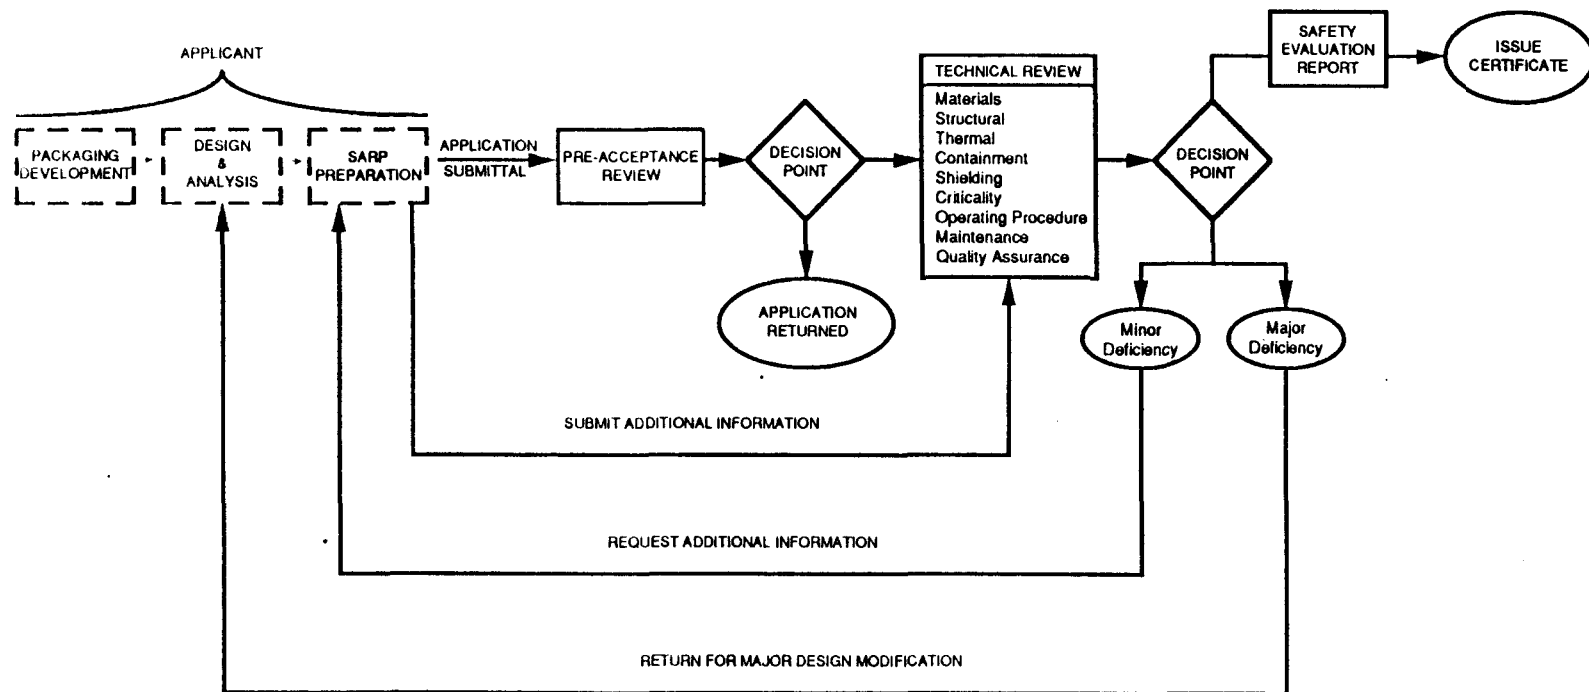 APPLICANT
PACKAGING
DEVELOPMENT
DESIGN
&
ANALYSIS
SARP
PREPARATION
APPLICATION
SUBMITTAL
PRE-ACCEPTANCE
REVIEW
DECISION
POINT
APPLICATION
RETURNED
TECHNICAL REVIEW
Materials
Structural
Thermal
Containment
Shielding
Criticality
Operating Procedure
Maintenance
Quality Assurance
DECISION
POINT
SAFETY
EVALUATION
REPORT
ISSUE
CERTIFICATE
Minor
Deficiency
Major
Deficiency
SUBMIT ADDITIONAL INFORMATION
REQUEST ADDITIONAL INFORMATION
RETURN FOR MAJOR DESIGN MODIFICATION